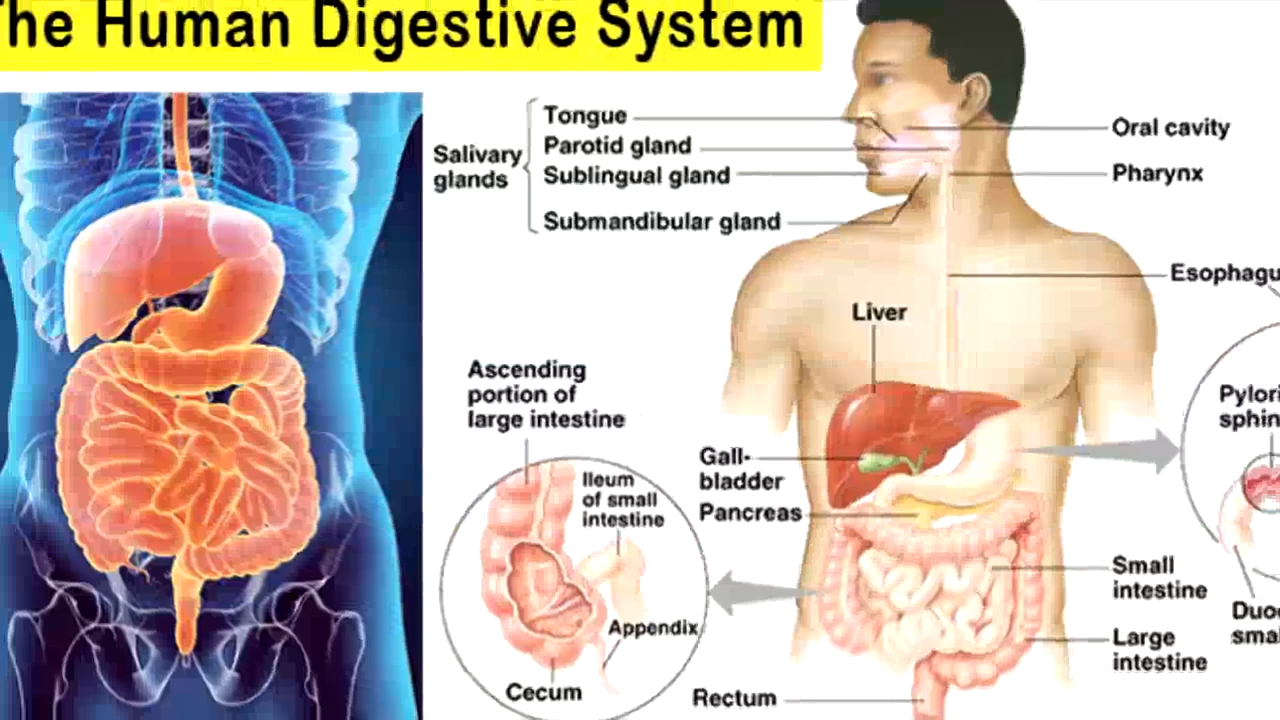 he Human Digestive System
Tongue
Parotid gland
Salivary
glands
Sublingual gland
Submandibular gland
Oral cavity
Pharynx
Esophagu
Liver
Ascending
portion of
large intestine
Gall-
bladder
Pancreas
Ileum
of small
intestine
Appendix
Cecum
Rectum
Pylori
sphin
Small
intestine
Large
intestine
Duo
smal